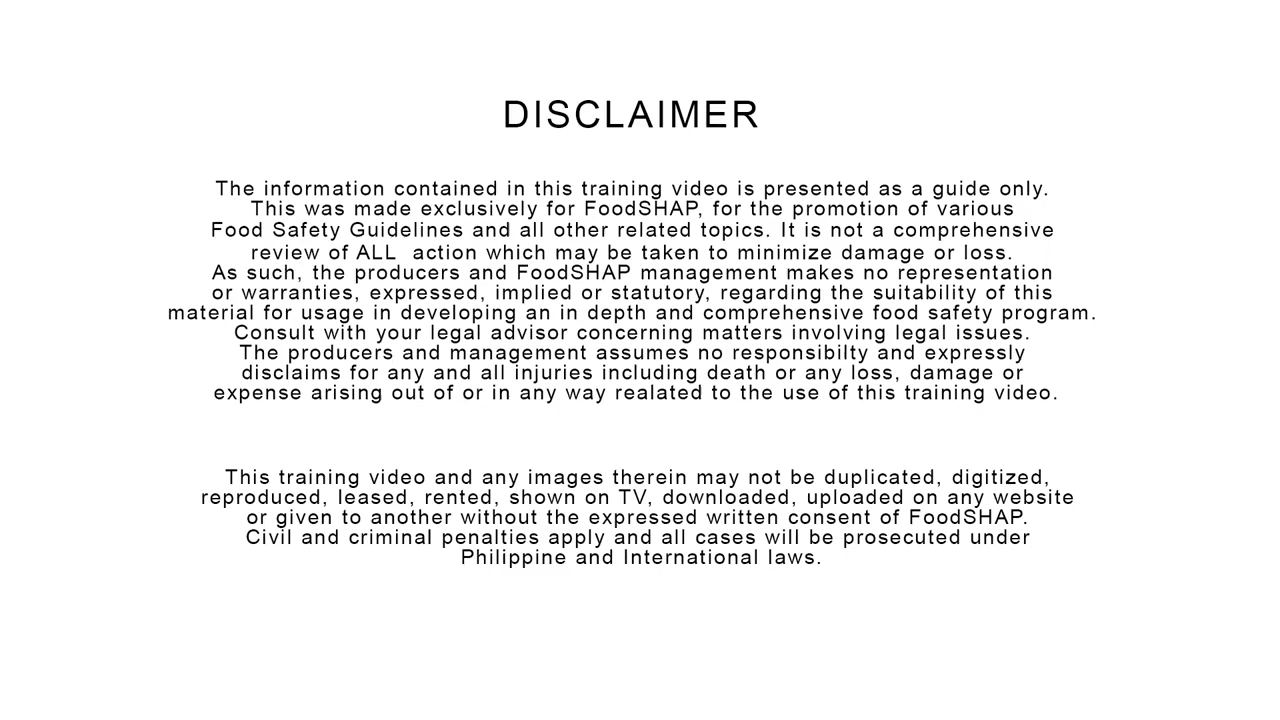 DISCLAIMER
The information contained in this training video is presented as a guide only.
This was made exclusively for FoodSHAP, for the promotion of various
Food Safety Guidelines and all other related topics. It is not a comprehensive
review of ALL  action which may be taken to minimize damage or loss.
As such, the producers and FoodSHAP management makes no representation
or warranties, expressed, implied or statutory, regarding the suitability of this
material for usage in developing an in depth and comprehensive food safety program.
Consult with your legal advisor concerning matters involving legal issues.
The producers and management assumes no responsibilty and expressly
disclaims for any and all injuries including death or any loss, damage or
expense arising out of or in any way realated to the use of this training video.
This training video and any images therein may not be duplicated, digitized,
reproduced, leased, rented, shown on TV, downloaded, uploaded on any website
or given to another without the expressed written consent of FoodSHAP.
Civil and criminal penalties apply and all cases will be prosecuted under
Philippine and International laws.